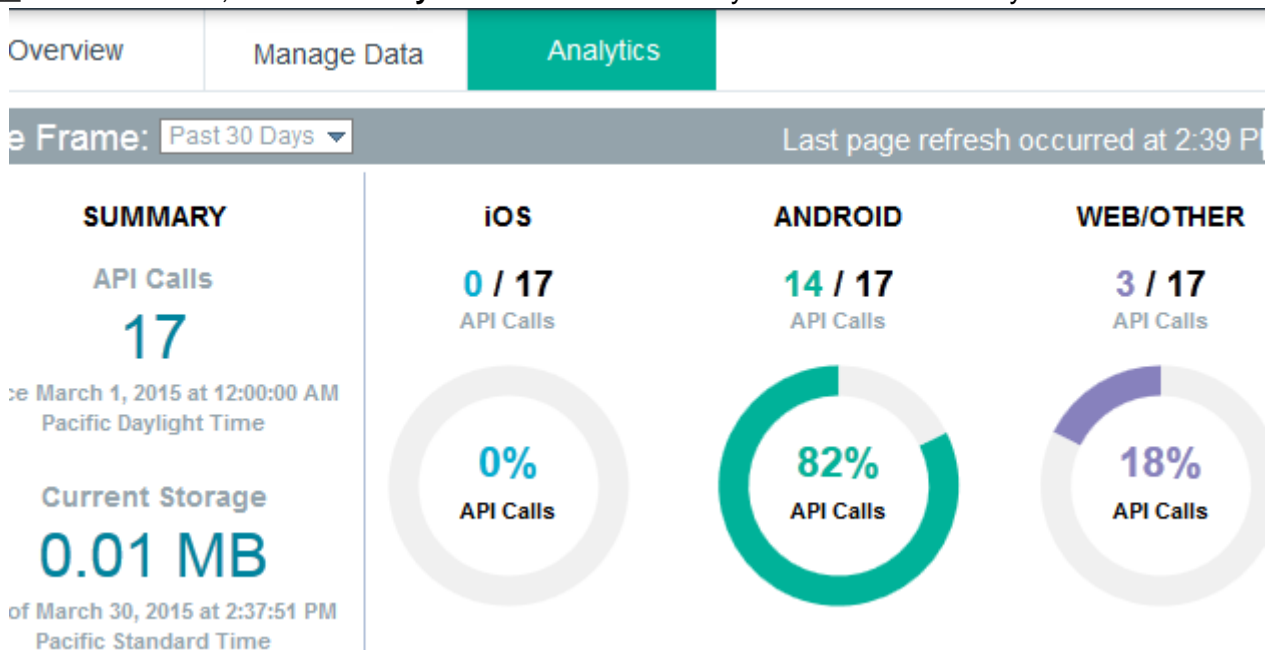 Overview
Manage Data
Analytics
Frame: Past 30 Days
Last page refresh occurred at 2:39
SUMMARY
API Calls
17
March 1, 2015 at 12:00:00 AM
Pacific Daylight Time
Current Storage
0.01 MB
of March 30, 2015 at 2:37:51 PM
Pacific Standard Time
iOS
0 / 17
API Calls
0%
API Calls
ANDROID
14 / 17
API Calls
82%
API Calls
WEB/OTHER
3 / 17
API Calls
18%
API Calls